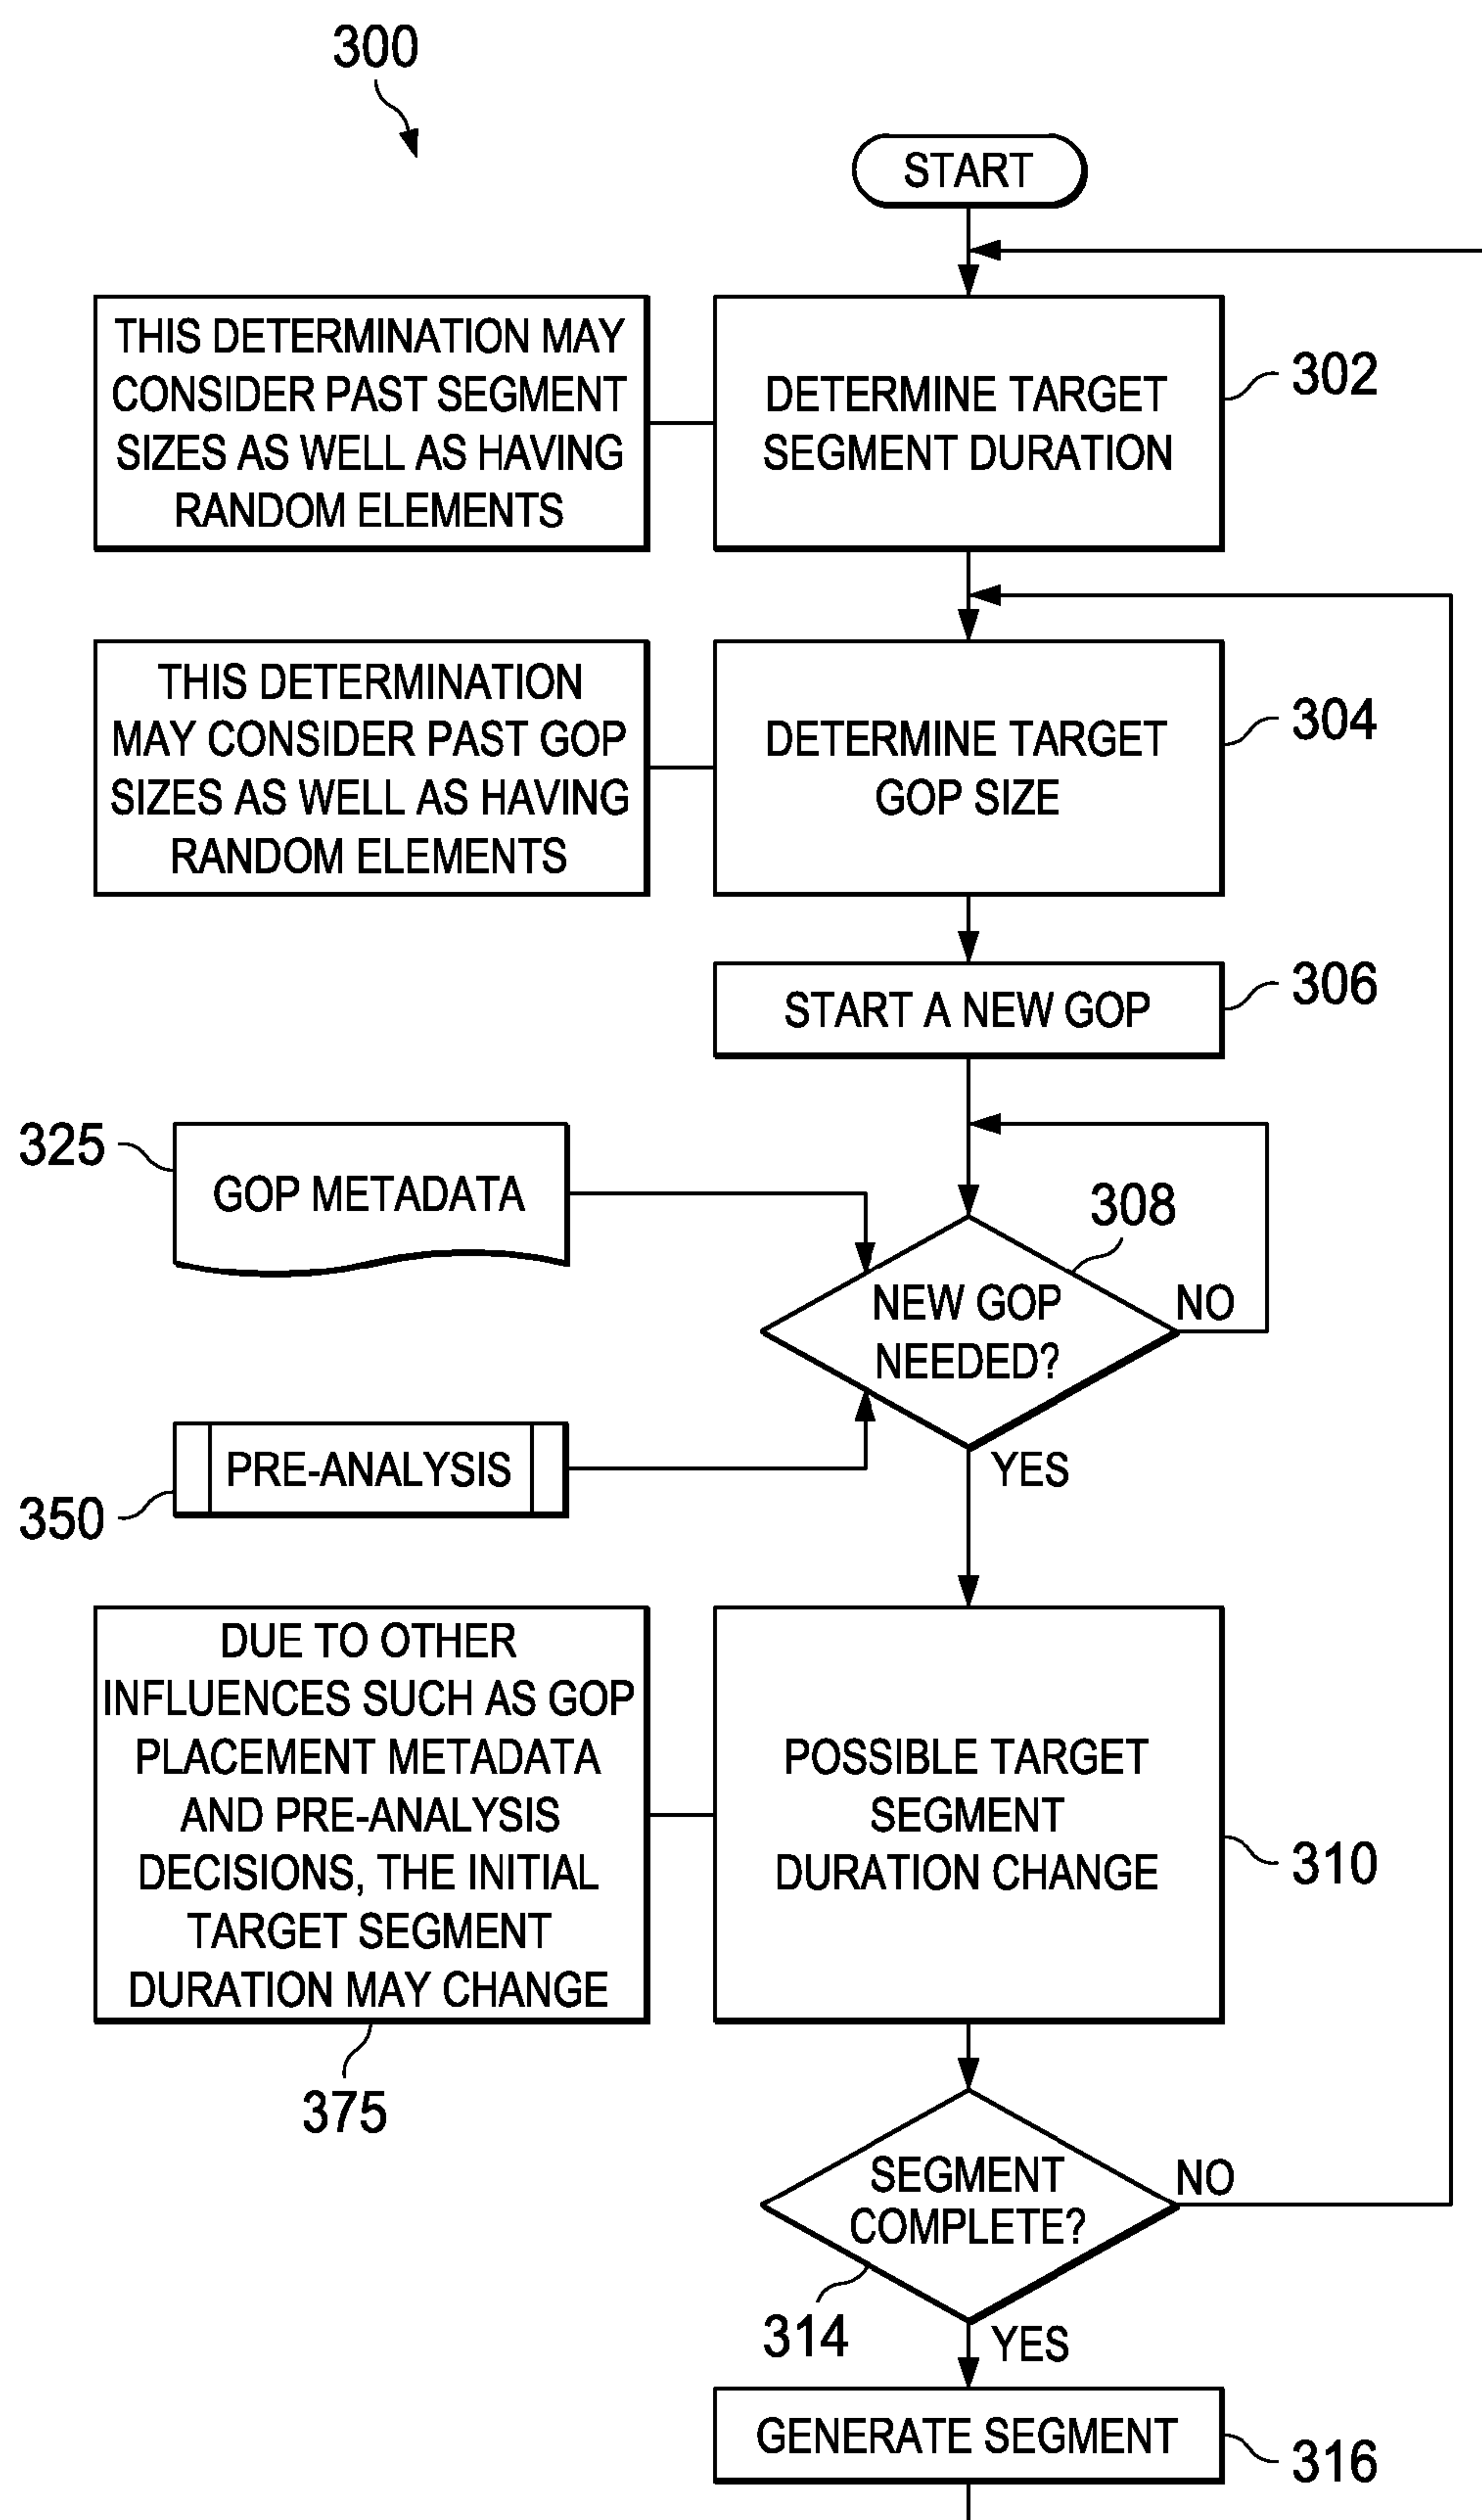 300
START
THIS DETERMINATION MAY
CONSIDER PAST SEGMENT
SIZES AS WELL AS HAVING
RANDOM ELEMENTS
DETERMINE TARGET
SEGMENT DURATION
302
THIS DETERMINATION
MAY CONSIDER PAST GOP
SIZES AS WELL AS HAVING
RANDOM ELEMENTS
DETERMINE TARGET
GOP SIZE
304
START A NEW GOP
306
325
GOP METADATA
308
NEW GOP
NEEDED?
NO
PRE-ANALYSIS
350
YES
DUE TO OTHER
INFLUENCES SUCH AS GOP
PLACEMENT METADATA
AND PRE-ANALYSIS
DECISIONS, THE INITIAL
TARGET SEGMENT
DURATION MAY CHANGE
375
POSSIBLE TARGET
SEGMENT
DURATION CHANGE
310
SEGMENT
COMPLETE?
NO
314
YES
GENERATE SEGMENT
316